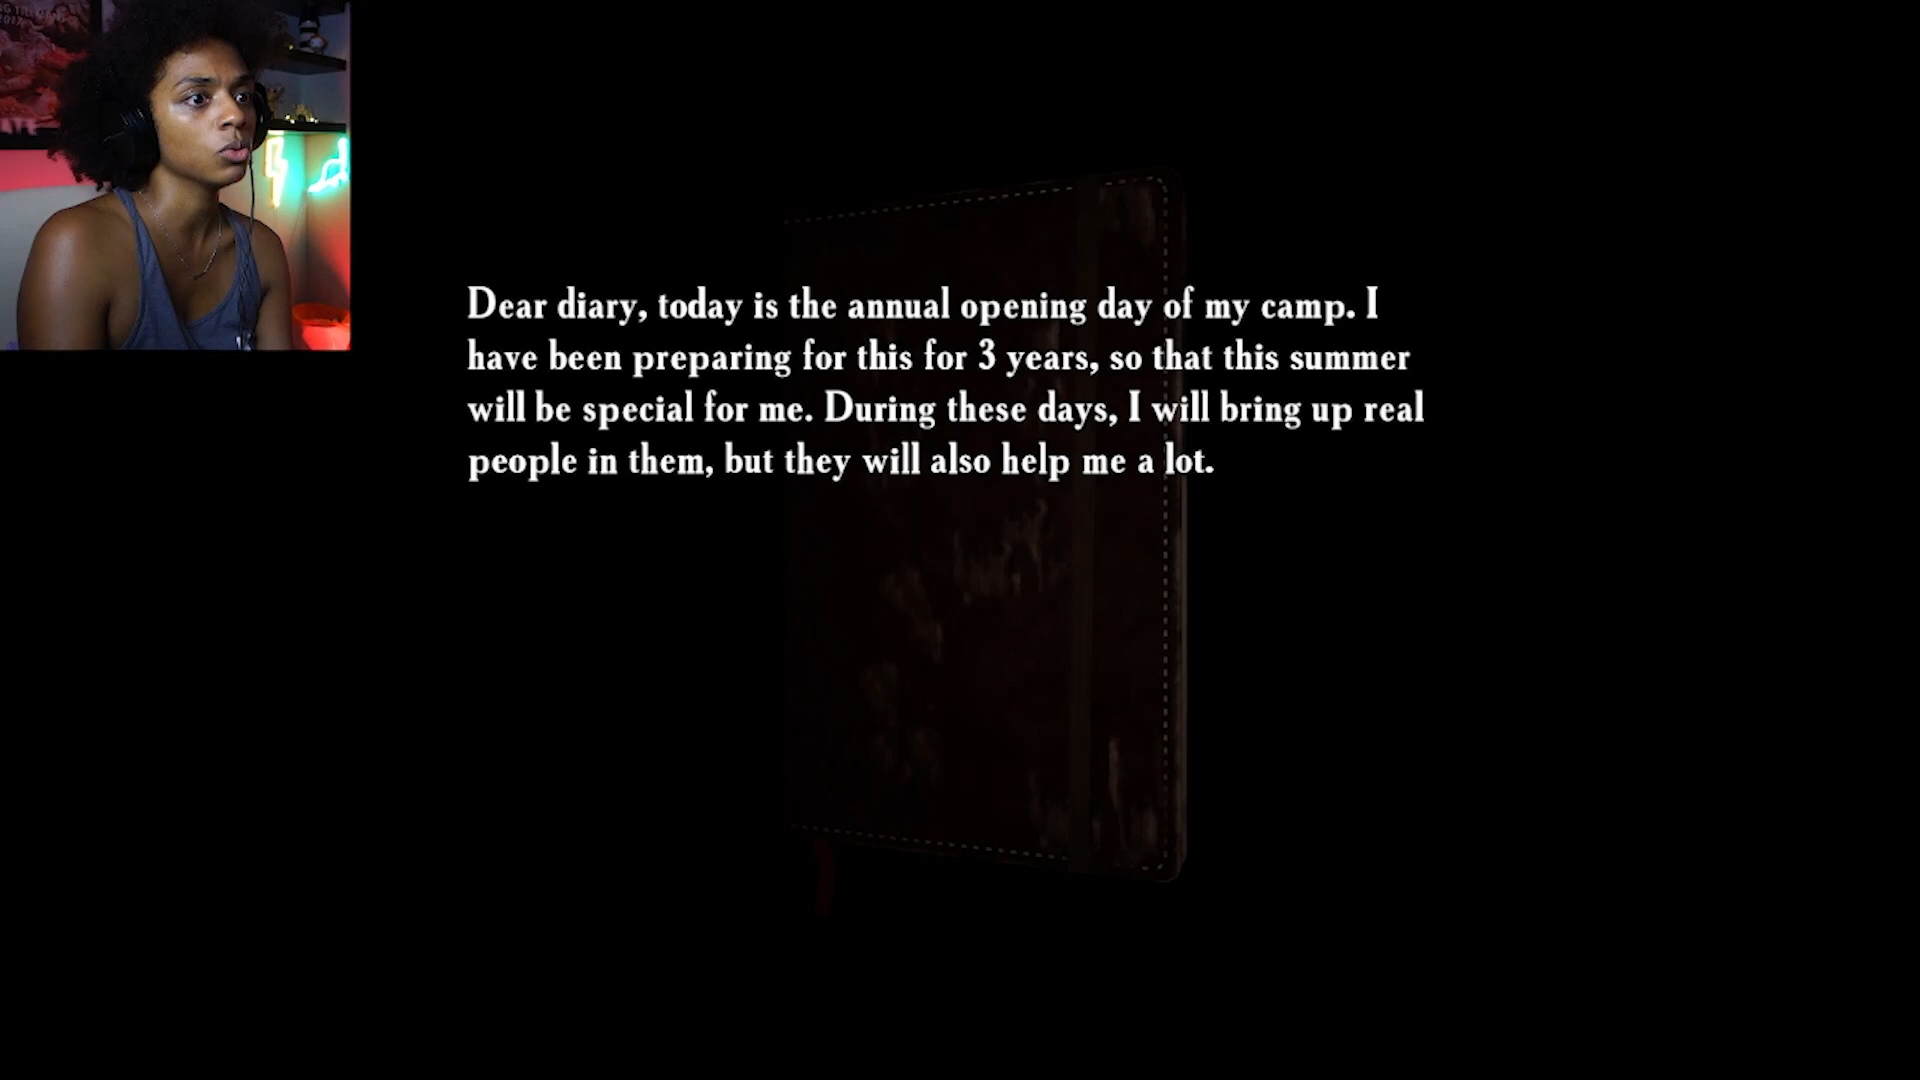 Dear diary, today is the annual opening day of my camp. I
have been preparing for this for 3 years, so that this summer
will be special for me. During these days, I will bring up real
people in them, but they will also help me a lot.